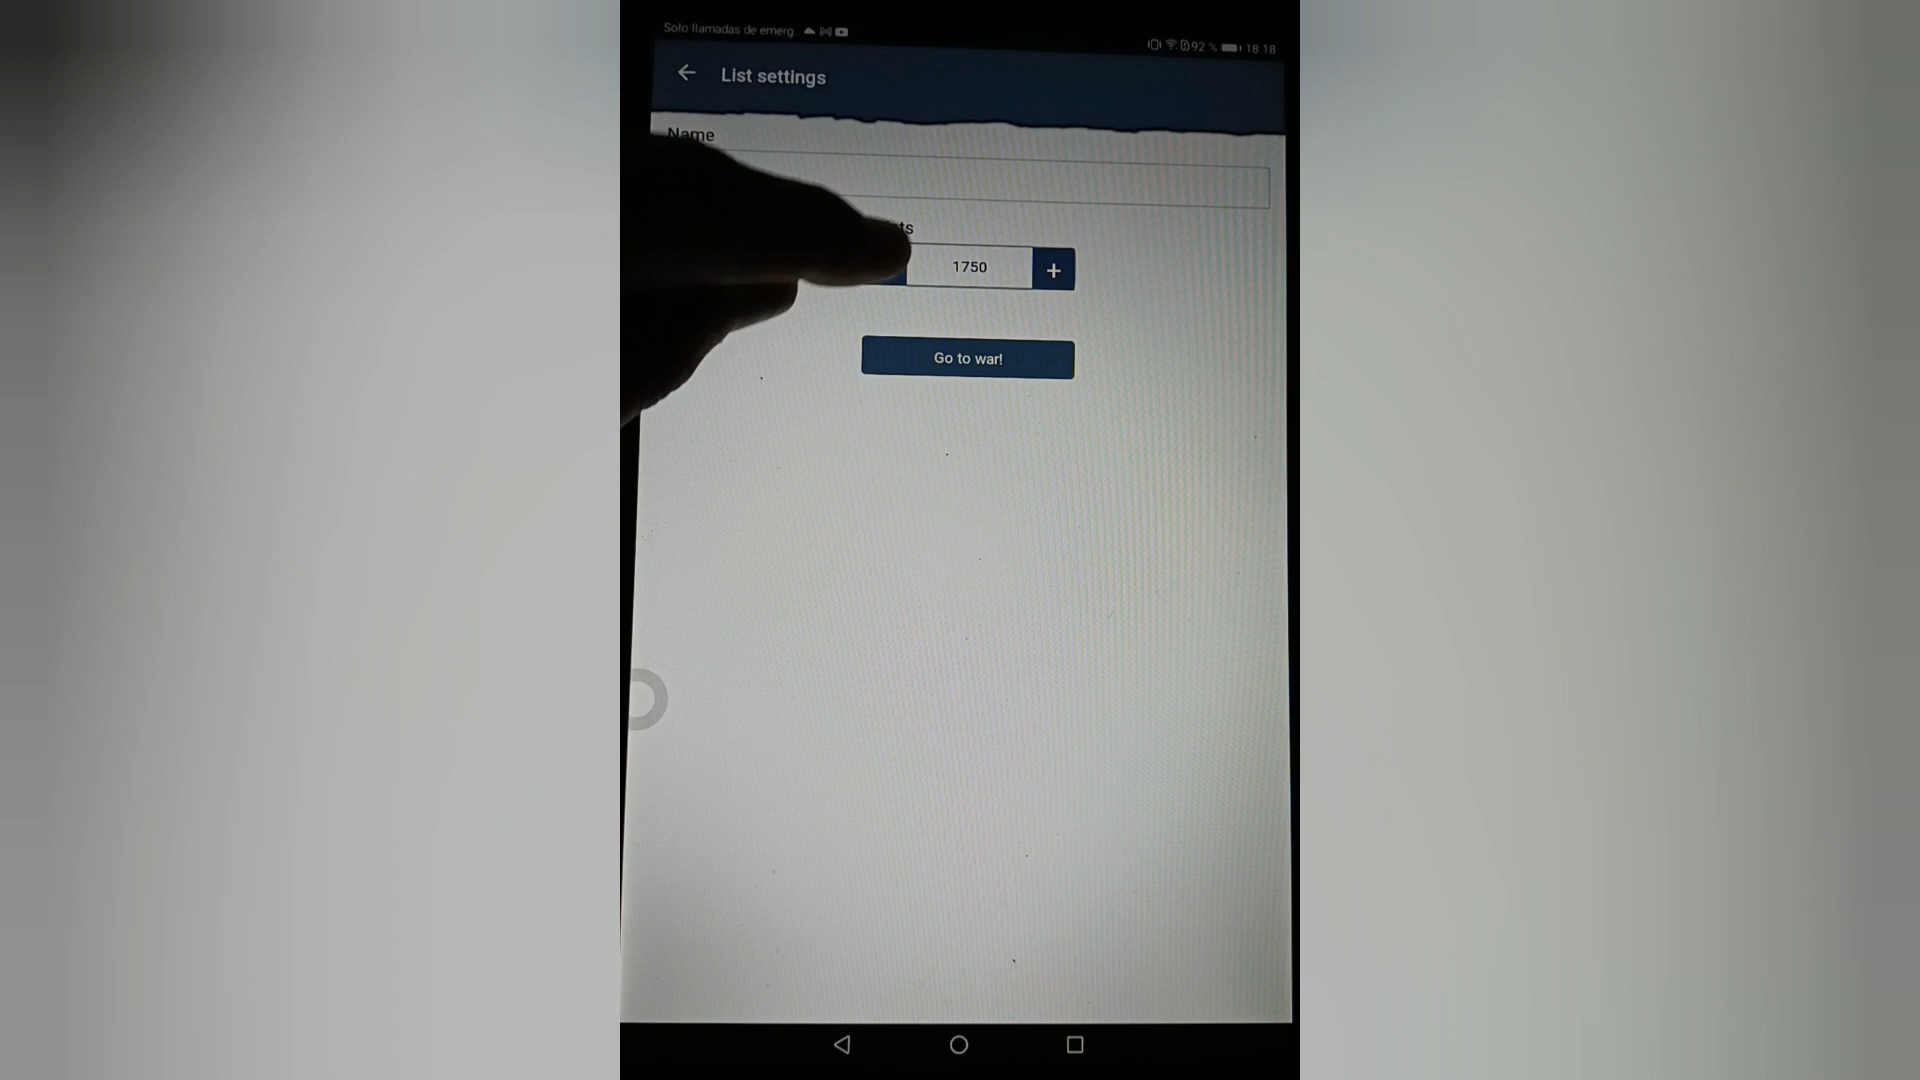 Solo llamadas de emerg
92 % 18:18
List settings
Name
1750
+
Go to war!